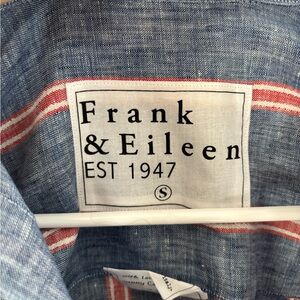 Frank
& Eileen
EST 1947
S